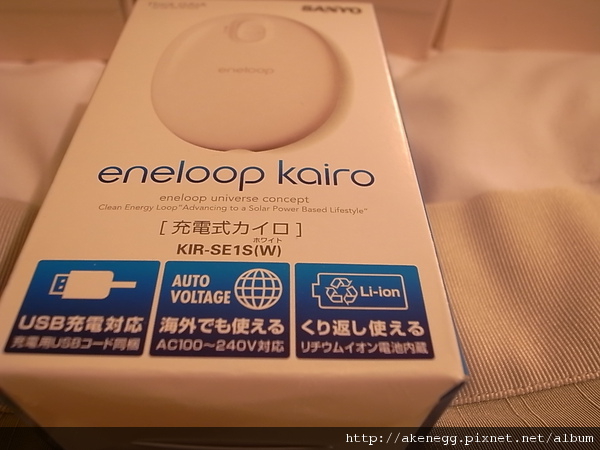 SANYO
eneloop
eneloop kairo
eneloop universe concept
Clean Energy Loop "Advancing to a Solar Power Based Lifestyle"
[充電式カイロ]
ホワイト
KIR-SE1S(W)
USB充電対応
充電用USBコード同梱
AUTO VOLTAGE
海外でも使える
AC100~240V対応
Li-ion
くり返し使える
リチウムイオン電池内蔵
http://akenegg.pixnet.net/album